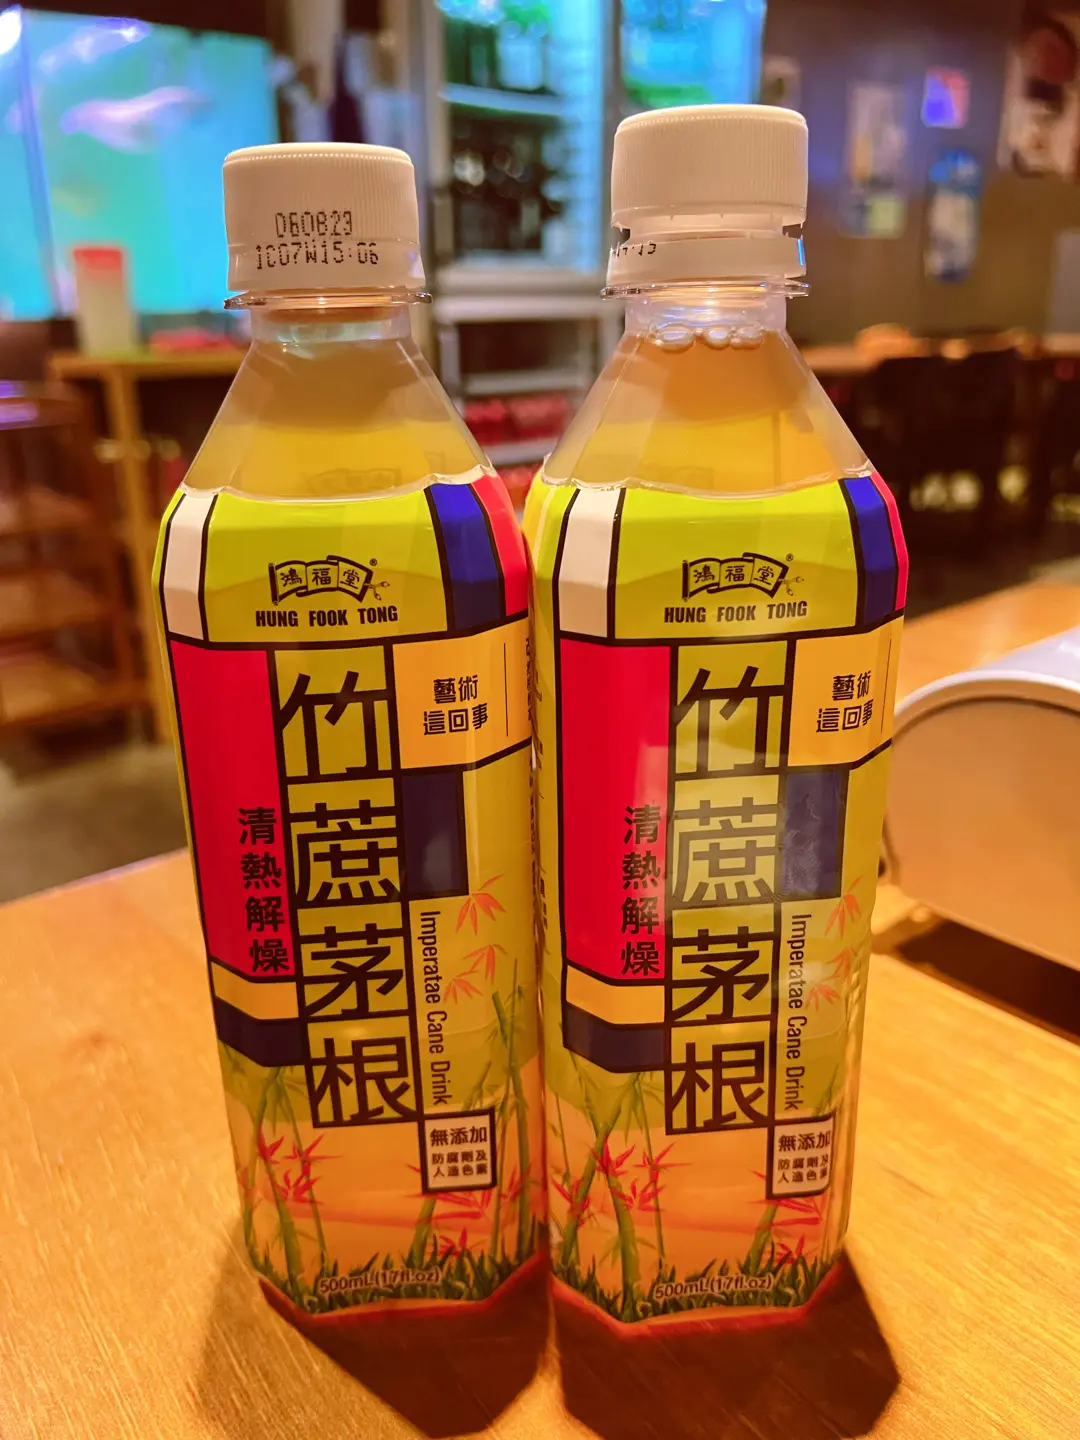 D60823
1C07W15:06
鴻福堂®
HUNG FOOK TONG
藝術
這回事
竹蔗茅根
清熱解燥
Imperatae Cane Drink
無添加
防腐劑及
人造色素
500mL(17fl.oz)
鴻福堂®
HUNG FOOK TONG
藝術
這回事
竹蔗茅根
清熱解燥
Imperatae Cane Drink
無添加
防腐劑及
人造色素
500mL(17fl.oz)